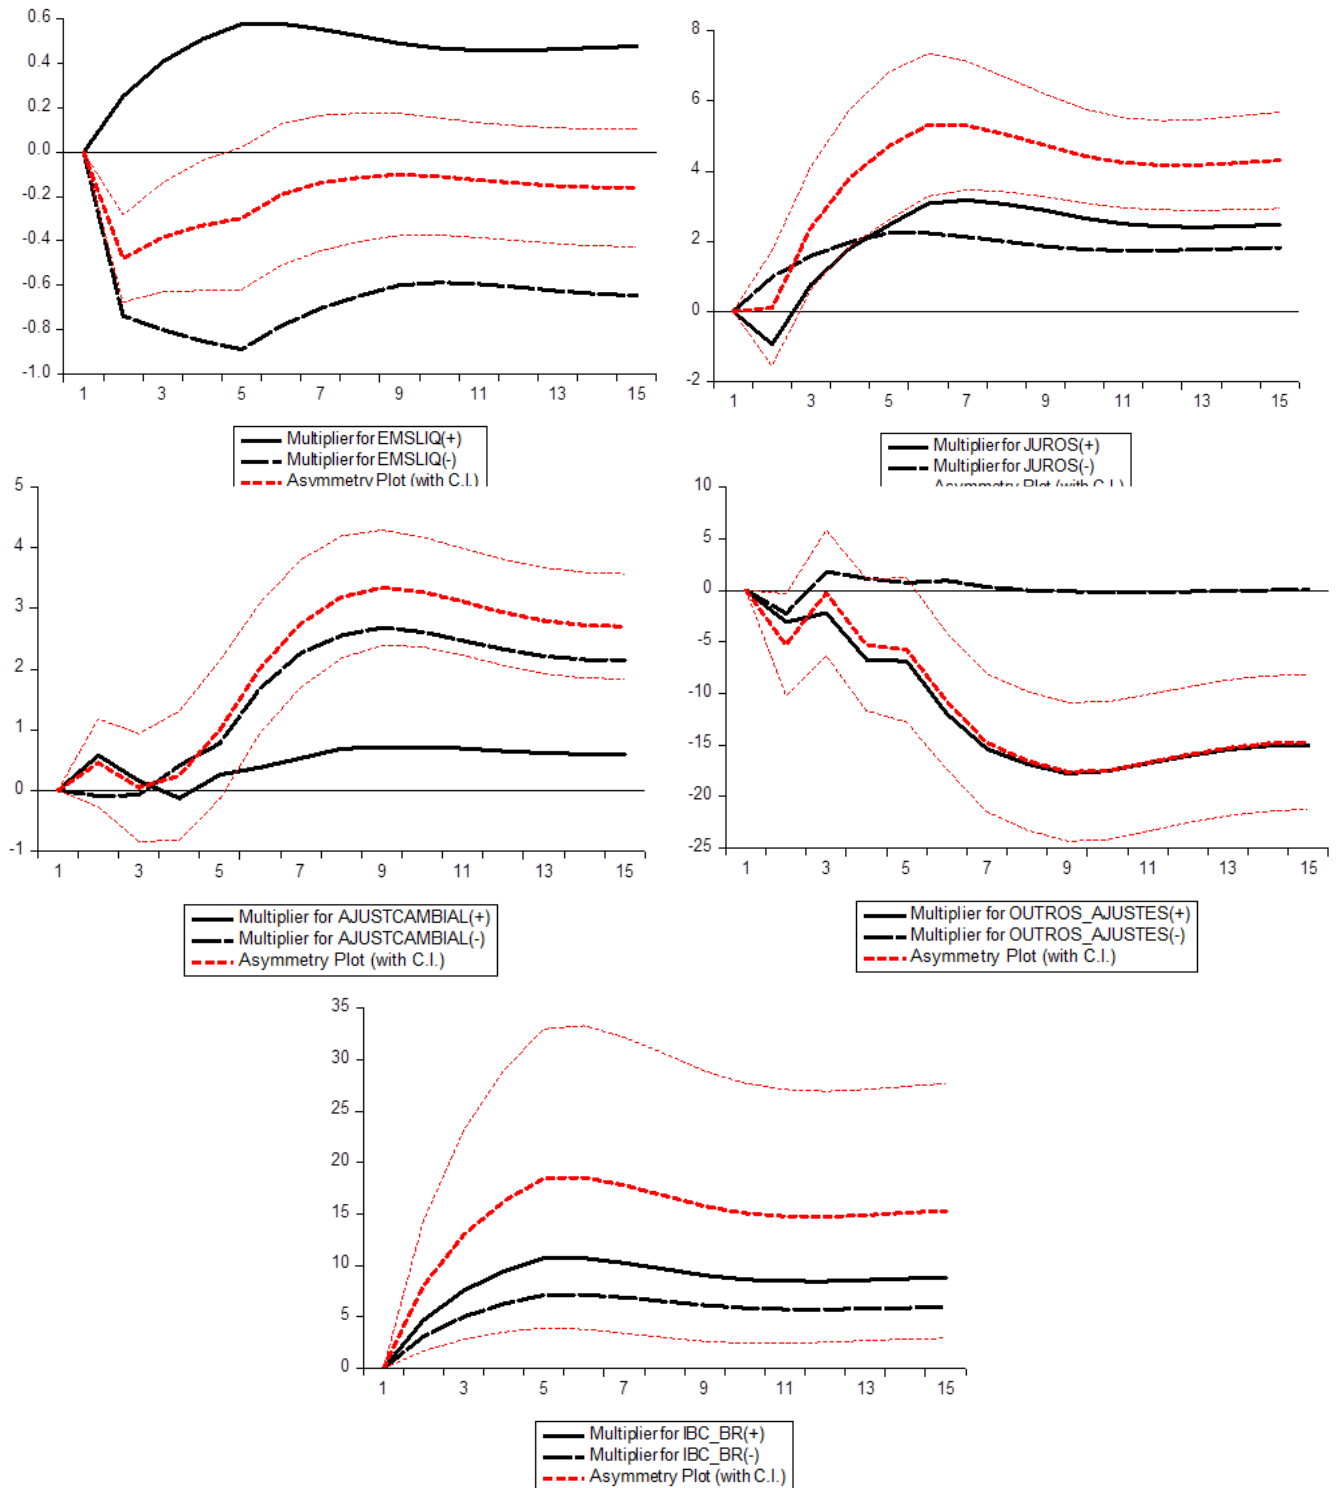 0.6
0.4
0.2
0.0
-0.2
-0.4
-0.6
-0.8
-1.0
1 3 5 7 9 11 13 15
Multiplier for EMSLIQ(+)
Multiplier for EMSLIQ(-)
Asymmetry Plot (with C.I.)
8
6
4
2
0
-2
1 3 5 7 9 11 13 15
Multiplier for JUROS(+)
Multiplier for JUROS(-)
Asymmetry Plot (with C.I.)
5
4
3
2
1
0
-1
1 3 5 7 9 11 13 15
Multiplier for AJUSTCAMBIAL(+)
Multiplier for AJUSTCAMBIAL(-)
Asymmetry Plot (with C.I.)
10
5
0
-5
-10
-15
-20
-25
1 3 5 7 9 11 13 15
Multiplier for OUTROS_AJUSTES(+)
Multiplier for OUTROS_AJUSTES(-)
Asymmetry Plot (with C.I.)
35
30
25
20
15
10
5
0
1 3 5 7 9 11 13 15
Multiplier for IBC_BR(+)
Multiplier for IBC_BR(-)
Asymmetry Plot (with C.I.)